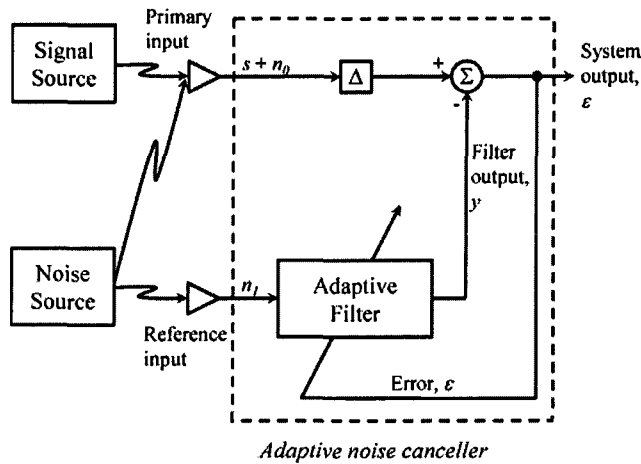 Signal
Source
Primary
input
s + n₀
Δ
+
Σ
-
System
output,
ε
Filter
output,
y
Noise
Source
Reference
input
n₁
Adaptive
Filter
Error, ε
Adaptive noise canceller